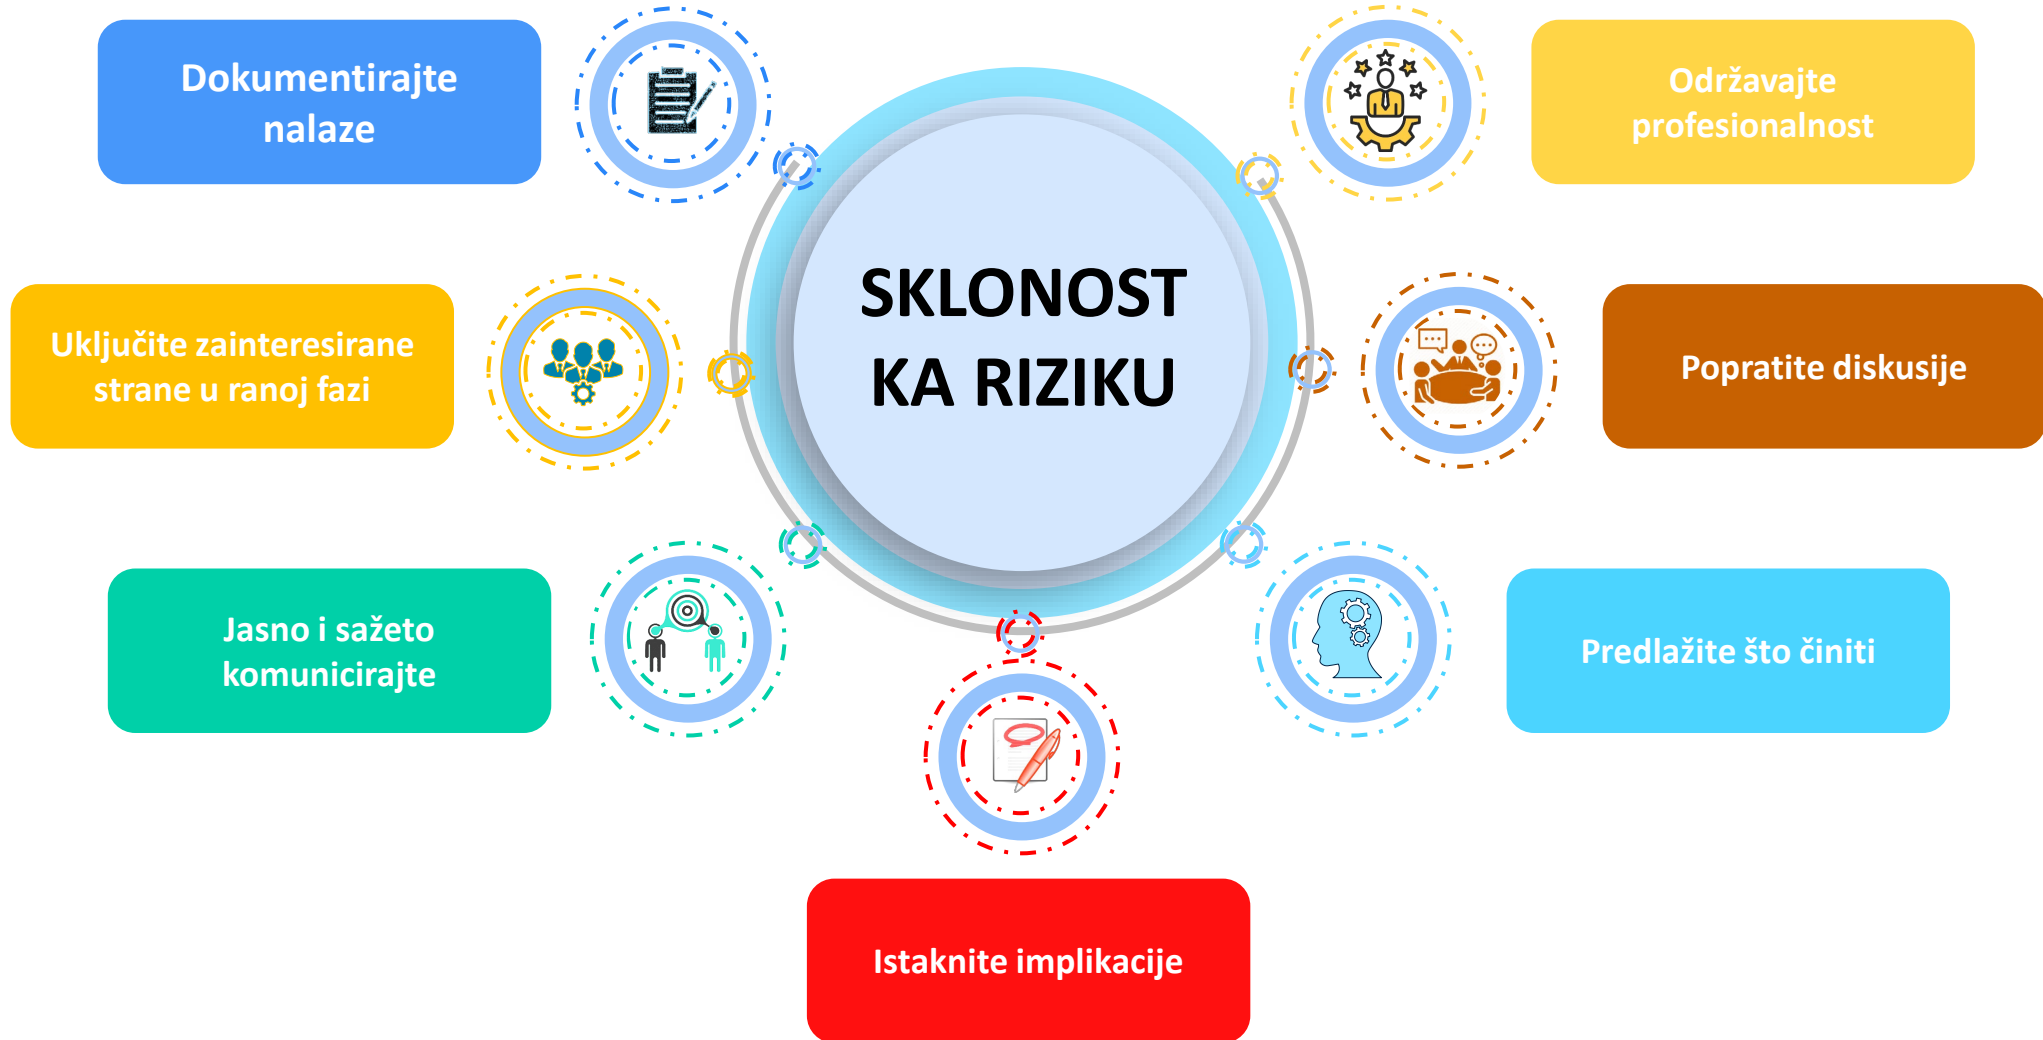 Dokumentirajte
nalaze
Održavajte
profesionalnost
SKLONOST
KA RIZIKU
Uključite zainteresirane
strane u ranoj fazi
Popratite diskusije
Jasno i sažeto
komunicirajte
Predlažite što činiti
Istaknite implikacije